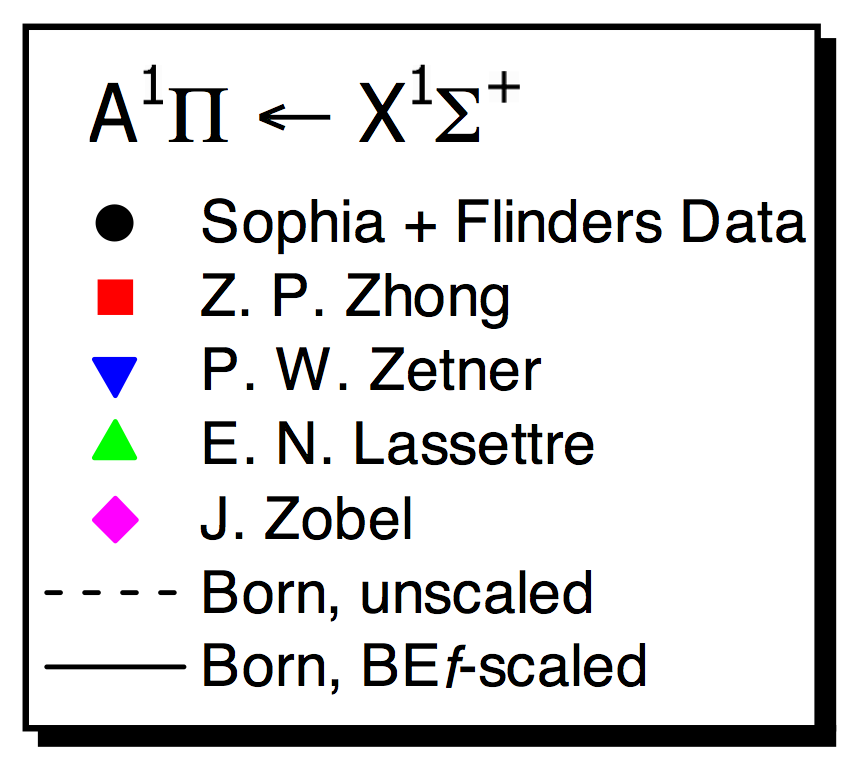 A¹Π ← X¹Σ⁺
Sophia + Flinders Data
Z. P. Zhong
P. W. Zetner
E. N. Lassettre
J. Zobel
Born, unscaled
Born, BEf-scaled